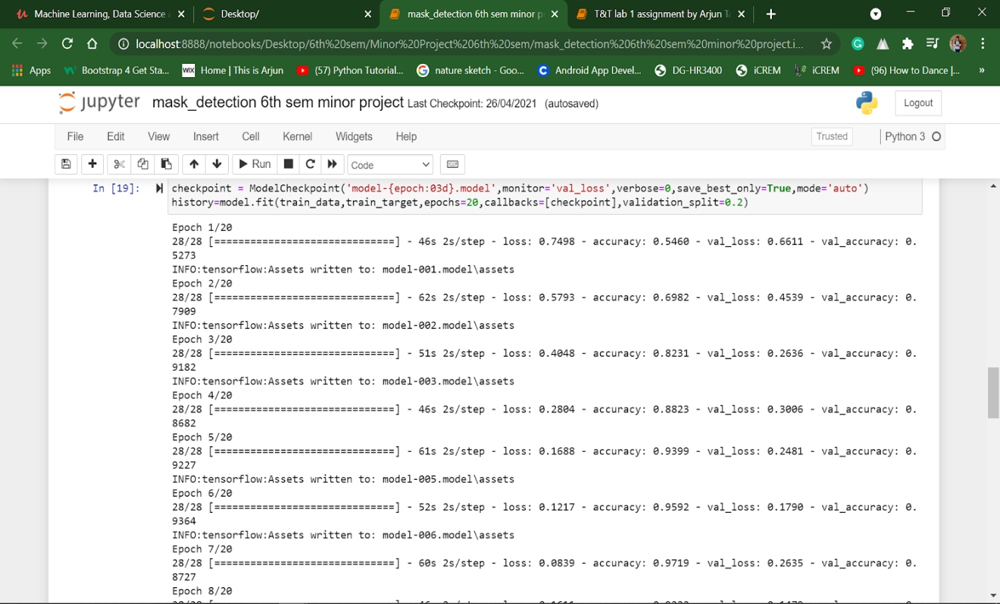 Machine Learning, Data Science
Desktop/
mask_detection 6th sem minor p
T&T lab 1 assignment by Arjun
localhost:8888/notebooks/Desktop/6th%20sem/Minor%20Project%206th%20sem/mask_detection%206th%20sem%20minor%20project.i...
Apps
Bootstrap 4 Get Sta...
WIX Home | This is Arjun
(57) Python Tutorial...
nature sketch - Goo...
Android App Devel...
DG-HR3400
iCREM
iCREM
(96) How to Dance |...
»
jupyter mask_detection 6th sem minor project Last Checkpoint: 26/04/2021 (autosaved)
Logout
File Edit View Insert Cell Kernel Widgets Help
Trusted
Python 3
Run
Code
In [19]: checkpoint = ModelCheckpoint('model-{epoch:03d}.model',monitor='val_loss',verbose=0,save_best_only=True,mode='auto')
history=model.fit(train_data,train_target,epochs=20,callbacks=[checkpoint],validation_split=0.2)
Epoch 1/20
28/28 [==============================] - 46s 2s/step - loss: 0.7498 - accuracy: 0.5460 - val_loss: 0.6611 - val_accuracy: 0.
5273
INFO:tensorflow:Assets written to: model-001.model\assets
Epoch 2/20
28/28 [==============================] - 62s 2s/step - loss: 0.5793 - accuracy: 0.6982 - val_loss: 0.4539 - val_accuracy: 0.
7909
INFO:tensorflow:Assets written to: model-002.model\assets
Epoch 3/20
28/28 [==============================] - 51s 2s/step - loss: 0.4048 - accuracy: 0.8231 - val_loss: 0.2636 - val_accuracy: 0.
9182
INFO:tensorflow:Assets written to: model-003.model\assets
Epoch 4/20
28/28 [==============================] - 46s 2s/step - loss: 0.2804 - accuracy: 0.8823 - val_loss: 0.3006 - val_accuracy: 0.
8682
Epoch 5/20
28/28 [==============================] - 61s 2s/step - loss: 0.1688 - accuracy: 0.9399 - val_loss: 0.2481 - val_accuracy: 0.
9227
INFO:tensorflow:Assets written to: model-005.model\assets
Epoch 6/20
28/28 [==============================] - 52s 2s/step - loss: 0.1217 - accuracy: 0.9592 - val_loss: 0.1790 - val_accuracy: 0.
9364
INFO:tensorflow:Assets written to: model-006.model\assets
Epoch 7/20
28/28 [==============================] - 60s 2s/step - loss: 0.0839 - accuracy: 0.9719 - val_loss: 0.2635 - val_accuracy: 0.
8727
Epoch 8/20